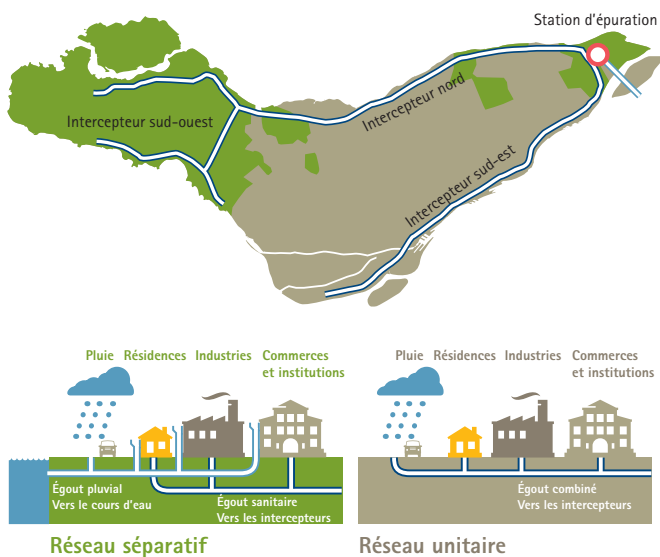 Station d'épuration
Intercepteur nord
Intercepteur sud-ouest
Intercepteur sud-est
Pluie Résidences Industries Commerces
et institutions
Égout pluvial
Vers le cours d'eau
Égout sanitaire
Vers les intercepteurs
Réseau séparatif
Pluie Résidences Industries Commerces
et institutions
Égout combiné
Vers les intercepteurs
Réseau unitaire